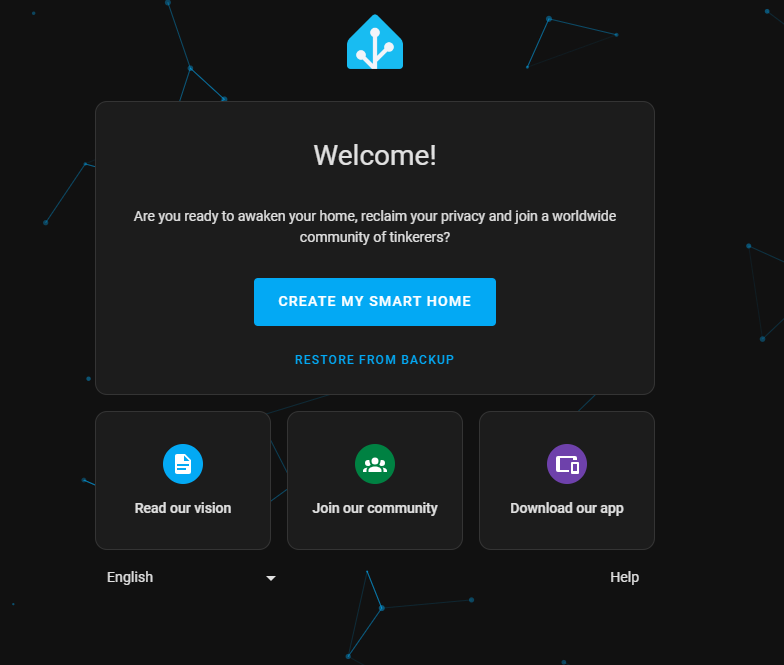 Welcome!
Are you ready to awaken your home, reclaim your privacy and join a worldwide
community of tinkerers?
CREATE MY SMART HOME
RESTORE FROM BACKUP
Read our vision
Join our community
Download our app
English
Help